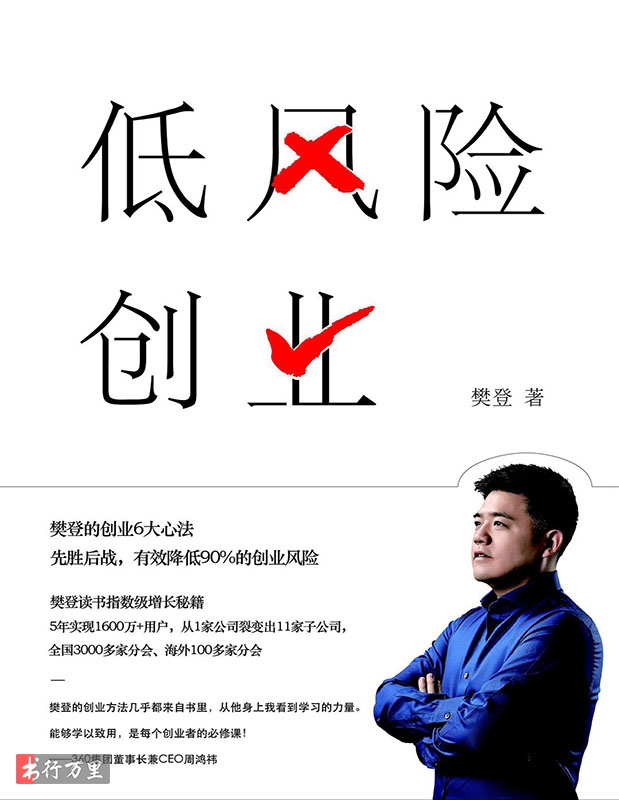 低风险
创业
樊登 著
樊登的创业6大心法
先胜后战，有效降低90%的创业风险
樊登读书指数级增长秘籍
5年实现1600万+用户，从1家公司裂变出11家子公司，
全国3000多家分会、海外100多家分会
—
樊登的创业方法几乎都来自书里，从他身上我看到学习的力量。
能够学以致用，是每个创业者的必修课！
——360集团董事长兼CEO周鸿祎
书行万里